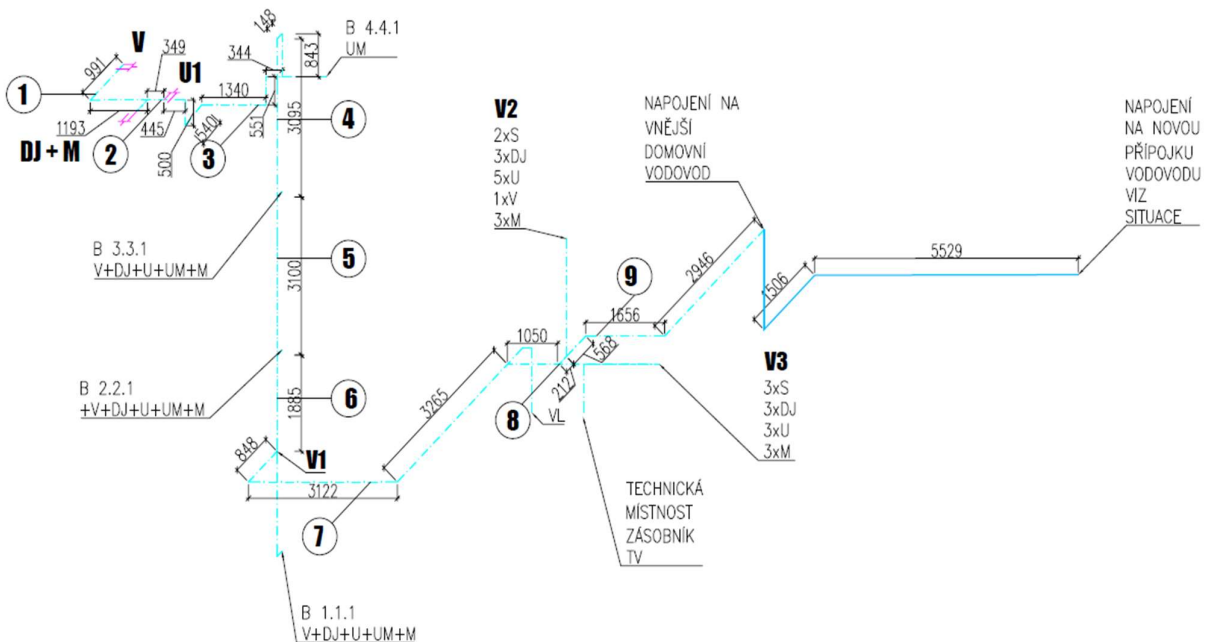 148
B 4.4.1
UM
843
V
349
344
991
U1
1
1340
1193
445
DJ + M
2
500
540
3
551
3095
4
V2
2xS
3xDJ
5xU
1xV
3xM
NAPOJENÍ NA
VNĚJŠÍ
DOMOVNÍ
VODOVOD
NAPOJENÍ
NA NOVOU
PŘÍPOJKU
VODOVODU
VIZ
SITUACE
B 3.3.1
V+DJ+U+UM+M
3100
5
2946
5529
1506
9
1656
1050
568
2127
3265
8
VL
V3
3xS
3xDJ
3xU
3xM
B 2.2.1
+V+DJ+U+UM+M
1885
6
848
V1
3122
7
TECHNICKÁ
MÍSTNOST
ZÁSOBNÍK
TV
B 1.1.1
V+DJ+U+UM+M